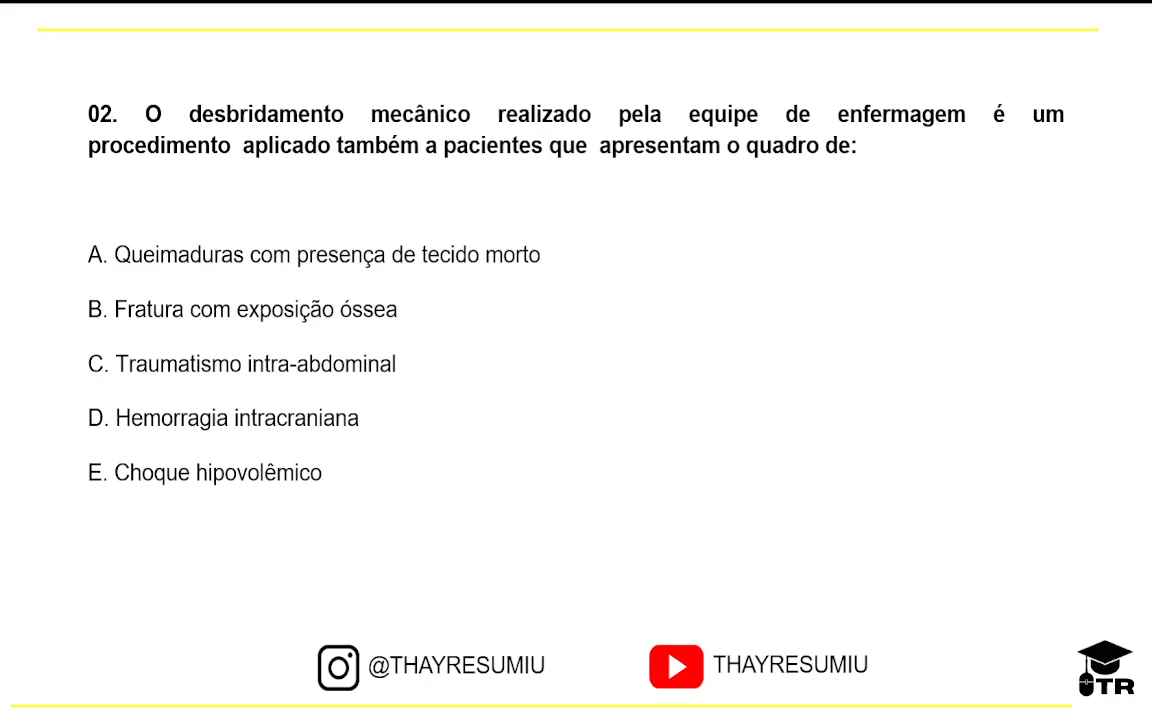 02. O desbridamento mecânico realizado pela equipe de enfermagem é um
procedimento aplicado também a pacientes que apresentam o quadro de:
A. Queimaduras com presença de tecido morto
B. Fratura com exposição óssea
C. Traumatismo intra-abdominal
D. Hemorragia intracraniana
E. Choque hipovolêmico
@THAYRESUMIU
THAYRESUMIU
TR